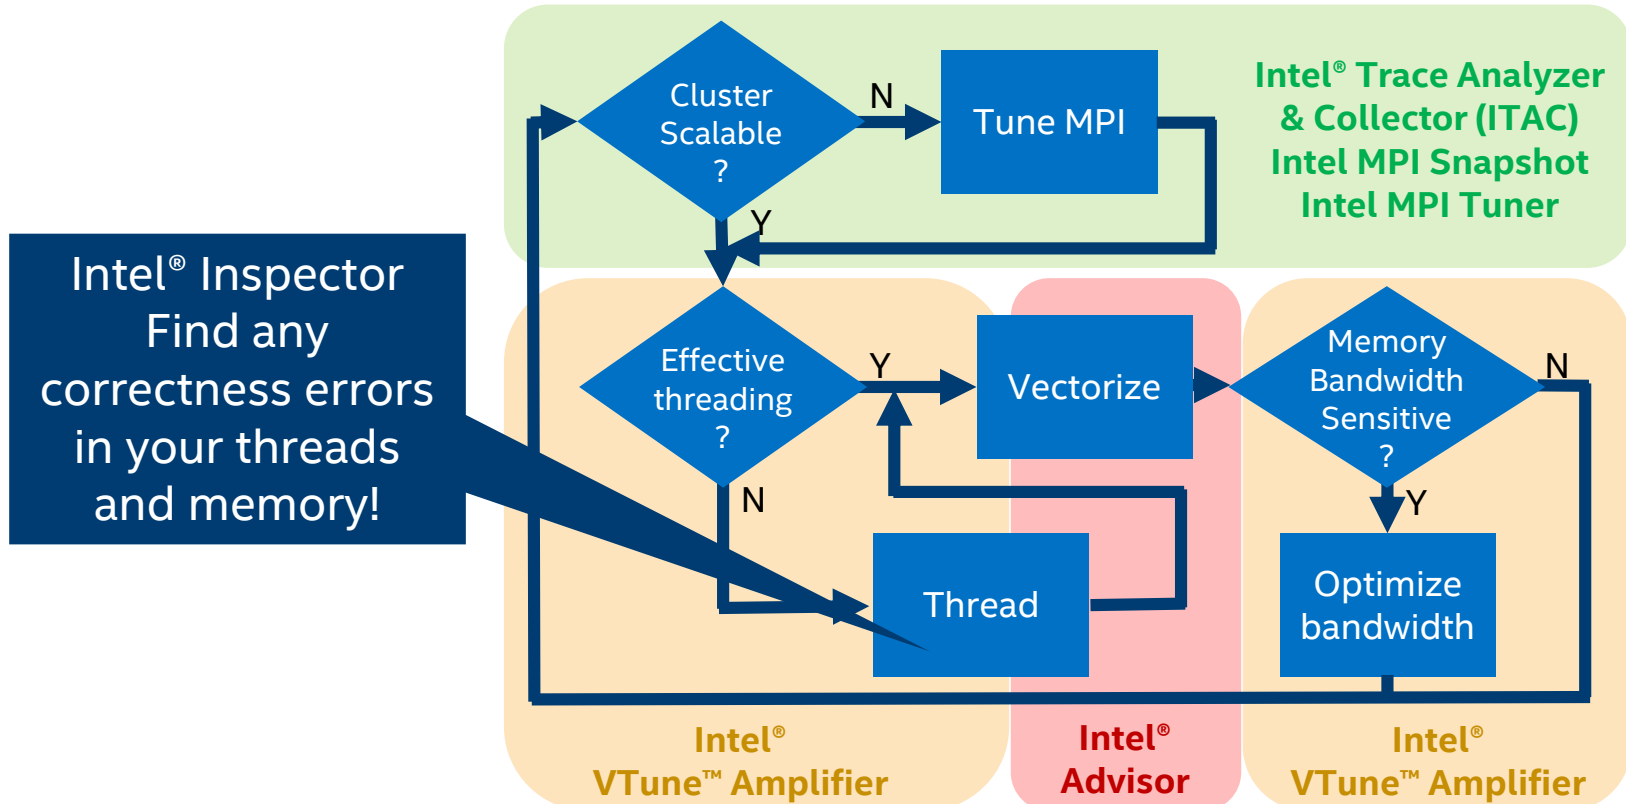 Cluster
Scalable
?
N
Tune MPI
Intel® Trace Analyzer
& Collector (ITAC)
Intel MPI Snapshot
Intel MPI Tuner
Y
Intel® Inspector
Find any
correctness errors
in your threads
and memory!
Effective
threading
?
Y
N
Vectorize
Memory
Bandwidth
Sensitive
?
N
Y
Thread
Optimize
bandwidth
Intel®
VTune™ Amplifier
Intel®
Advisor
Intel®
VTune™ Amplifier